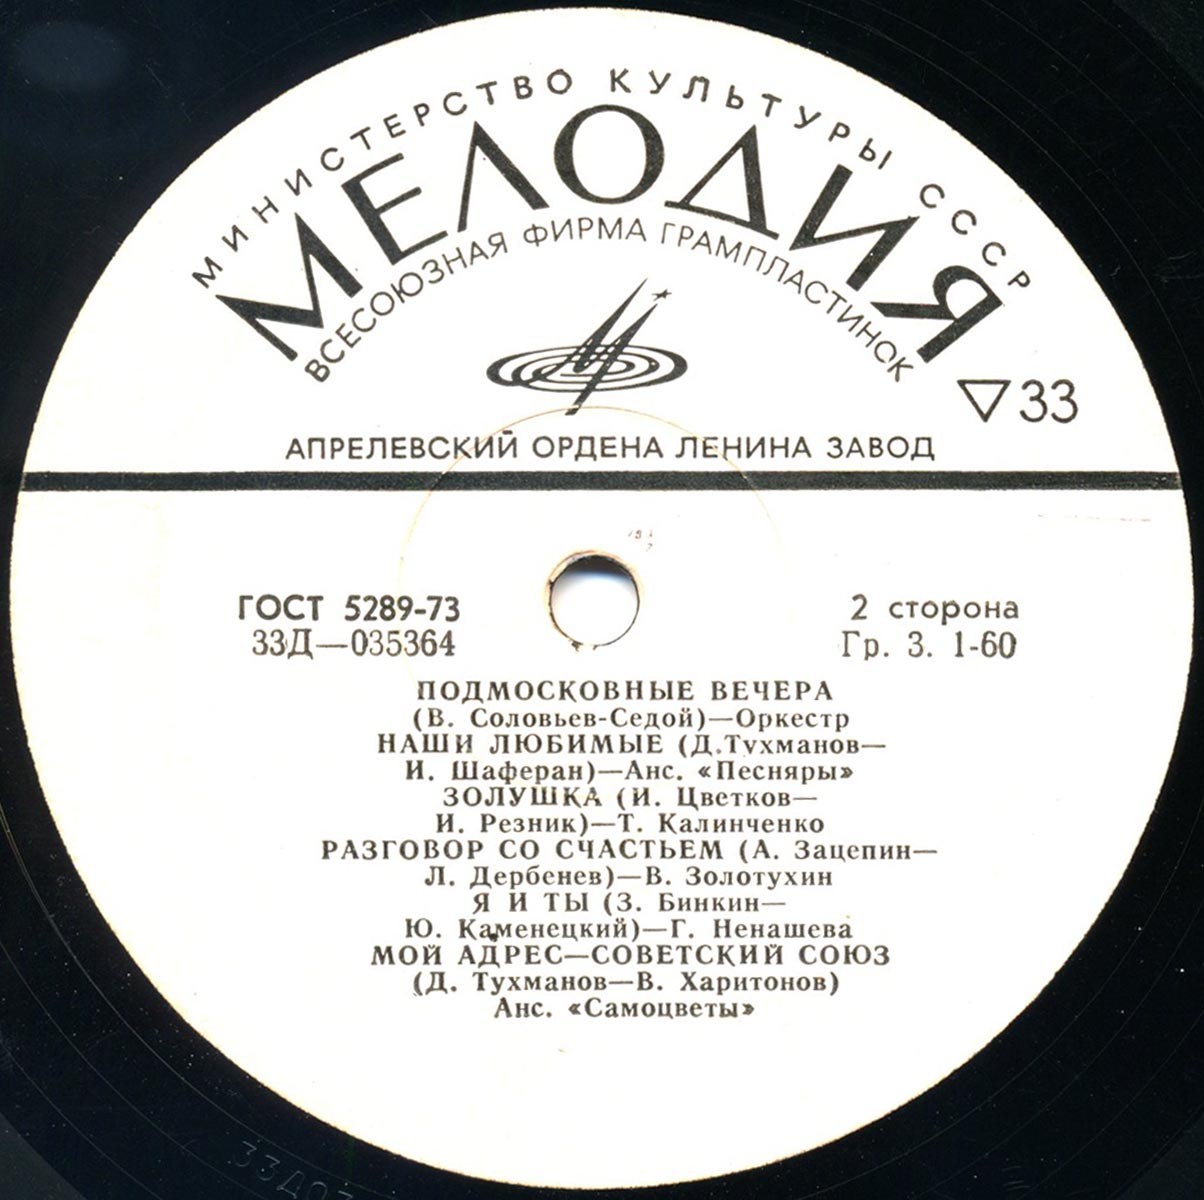 МИНИСТЕРСТВО КУЛЬТУРЫ СССР
МЕЛОДИЯ
ВСЕСОЮЗНАЯ ФИРМА ГРАМПЛАСТИНОК
▽33
АПРЕЛЕВСКИЙ ОРДЕНА ЛЕНИНА ЗАВОД
ГОСТ 5289-73
33Д—035364
2 сторона
Гр. 3. 1-60
ПОДМОСКОВНЫЕ ВЕЧЕРА
(В. Соловьев-Седой)—Оркестр
НАШИ ЛЮБИМЫЕ (Д.Тухманов—
И. Шаферан)—Анс. «Песняры»
ЗОЛУШКА (И. Цветков—
И. Резник)—Т. Калинченко
РАЗГОВОР СО СЧАСТЬЕМ (А. Зацепин—
Л. Дербенев)—В. Золотухин
Я И ТЫ (З. Бинкин—
Ю. Каменецкий)—Г. Ненашева
МОЙ АДРЕС—СОВЕТСКИЙ СОЮЗ
(Д. Тухманов—В. Харитонов)
Анс. «Самоцветы»